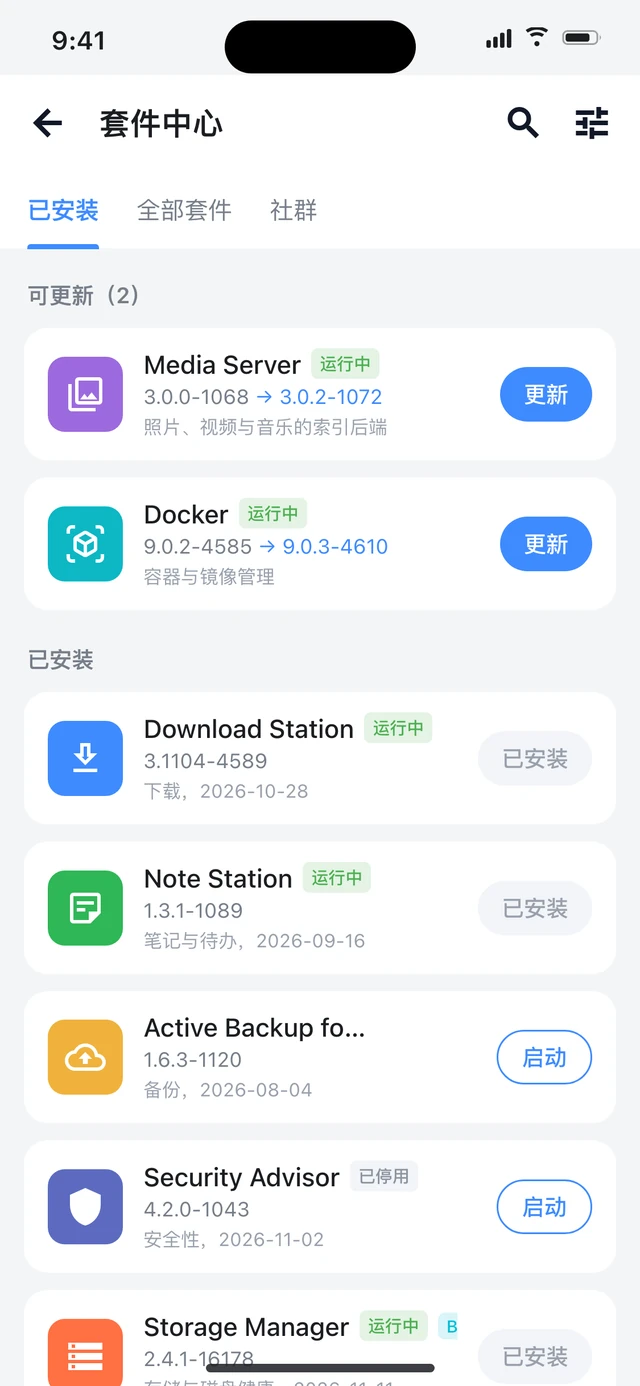 9:41
套件中心
已安装
全部套件
社群
可更新（2）
Media Server 运行中
3.0.0-1068 → 3.0.2-1072
照片、视频与音乐的索引后端
更新
Docker 运行中
9.0.2-4585 → 9.0.3-4610
容器与镜像管理
更新
已安装
Download Station 运行中
3.1104-4589
下载，2026-10-28
已安装
Note Station 运行中
1.3.1-1089
笔记与待办，2026-09-16
已安装
Active Backup fo...
1.6.3-1120
备份，2026-08-04
启动
Security Advisor 已停用
4.2.0-1043
安全性，2026-11-02
启动
Storage Manager 运行中 B
2.4.1-16178
已安装